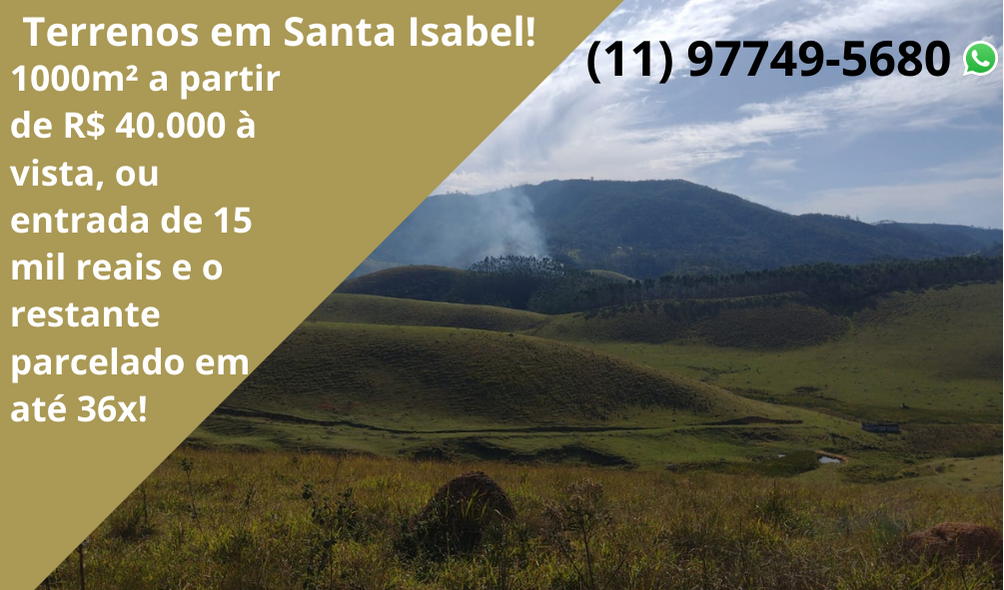 Terrenos em Santa Isabel!
1000m² a partir
de R$ 40.000 à
vista, ou
entrada de 15
mil reais e o
restante
parcelado em
até 36x!
(11) 97749-5680